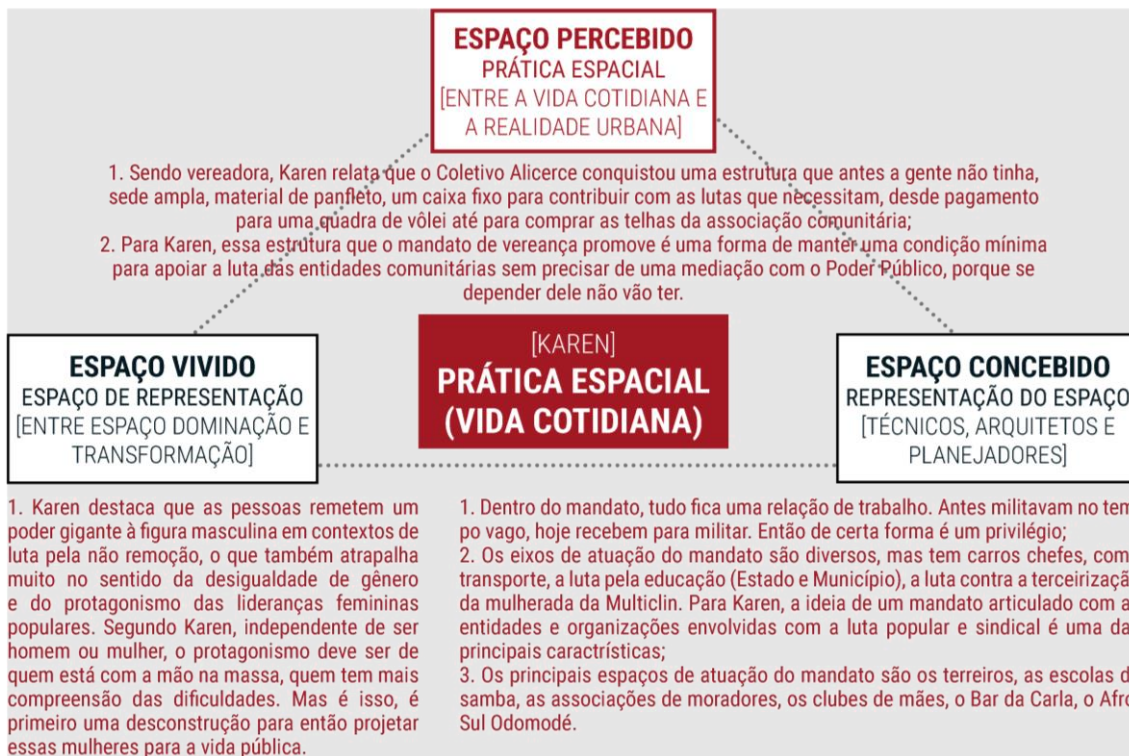 ESPAÇO PERCEBIDO
PRÁTICA ESPACIAL
[ENTRE A VIDA COTIDIANA E
A REALIDADE URBANA]
1. Sendo vereadora, Karen relata que o Coletivo Alicerce conquistou uma estrutura que antes a gente não tinha,
sede ampla, material de panfleto, um caixa fixo para contribuir com as lutas que necessitam, desde pagamento
para uma quadra de vôlei até para comprar as telhas da associação comunitária;
2. Para Karen, essa estrutura que o mandato de vereança promove é uma forma de manter uma condição mínima
para apoiar a luta das entidades comunitárias sem precisar de uma mediação com o Poder Público, porque se
depender dele não vão ter.
ESPAÇO VIVIDO
ESPAÇO DE REPRESENTAÇÃO
[ENTRE ESPAÇO DOMINAÇÃO E
TRANSFORMAÇÃO]
[KAREN]
PRÁTICA ESPACIAL
(VIDA COTIDIANA)
ESPAÇO CONCEBIDO
REPRESENTAÇÃO DO ESPAÇO
[TÉCNICOS, ARQUITETOS E
PLANEJADORES]
1. Karen destaca que as pessoas remetem um
poder gigante à figura masculina em contextos de
luta pela não remoção, o que também atrapalha
muito no sentido da desigualdade de gênero
e do protagonismo das lideranças femininas
populares. Segundo Karen, independente de ser
homem ou mulher, o protagonismo deve ser de
quem está com a mão na massa, quem tem mais
compreensão das dificuldades. Mas é isso, é
primeiro uma desconstrução para então projetar
essas mulheres para a vida pública.
1. Dentro do mandato, tudo fica uma relação de trabalho. Antes militavam no tem
po vago, hoje recebem para militar. Então de certa forma é um privilégio;
2. Os eixos de atuação do mandato são diversos, mas tem carros chefes, com
transporte, a luta pela educação (Estado e Município), a luta contra a terceirizaçã
da mulherada da Multiclin. Para Karen, a ideia de um mandato articulado com a
entidades e organizações envolvidas com a luta popular e sindical é uma da
principais caractrísticas;
3. Os principais espaços de atuação do mandato são os terreiros, as escolas d
samba, as associações de moradores, os clubes de mães, o Bar da Carla, o Afr
Sul Odomodé.